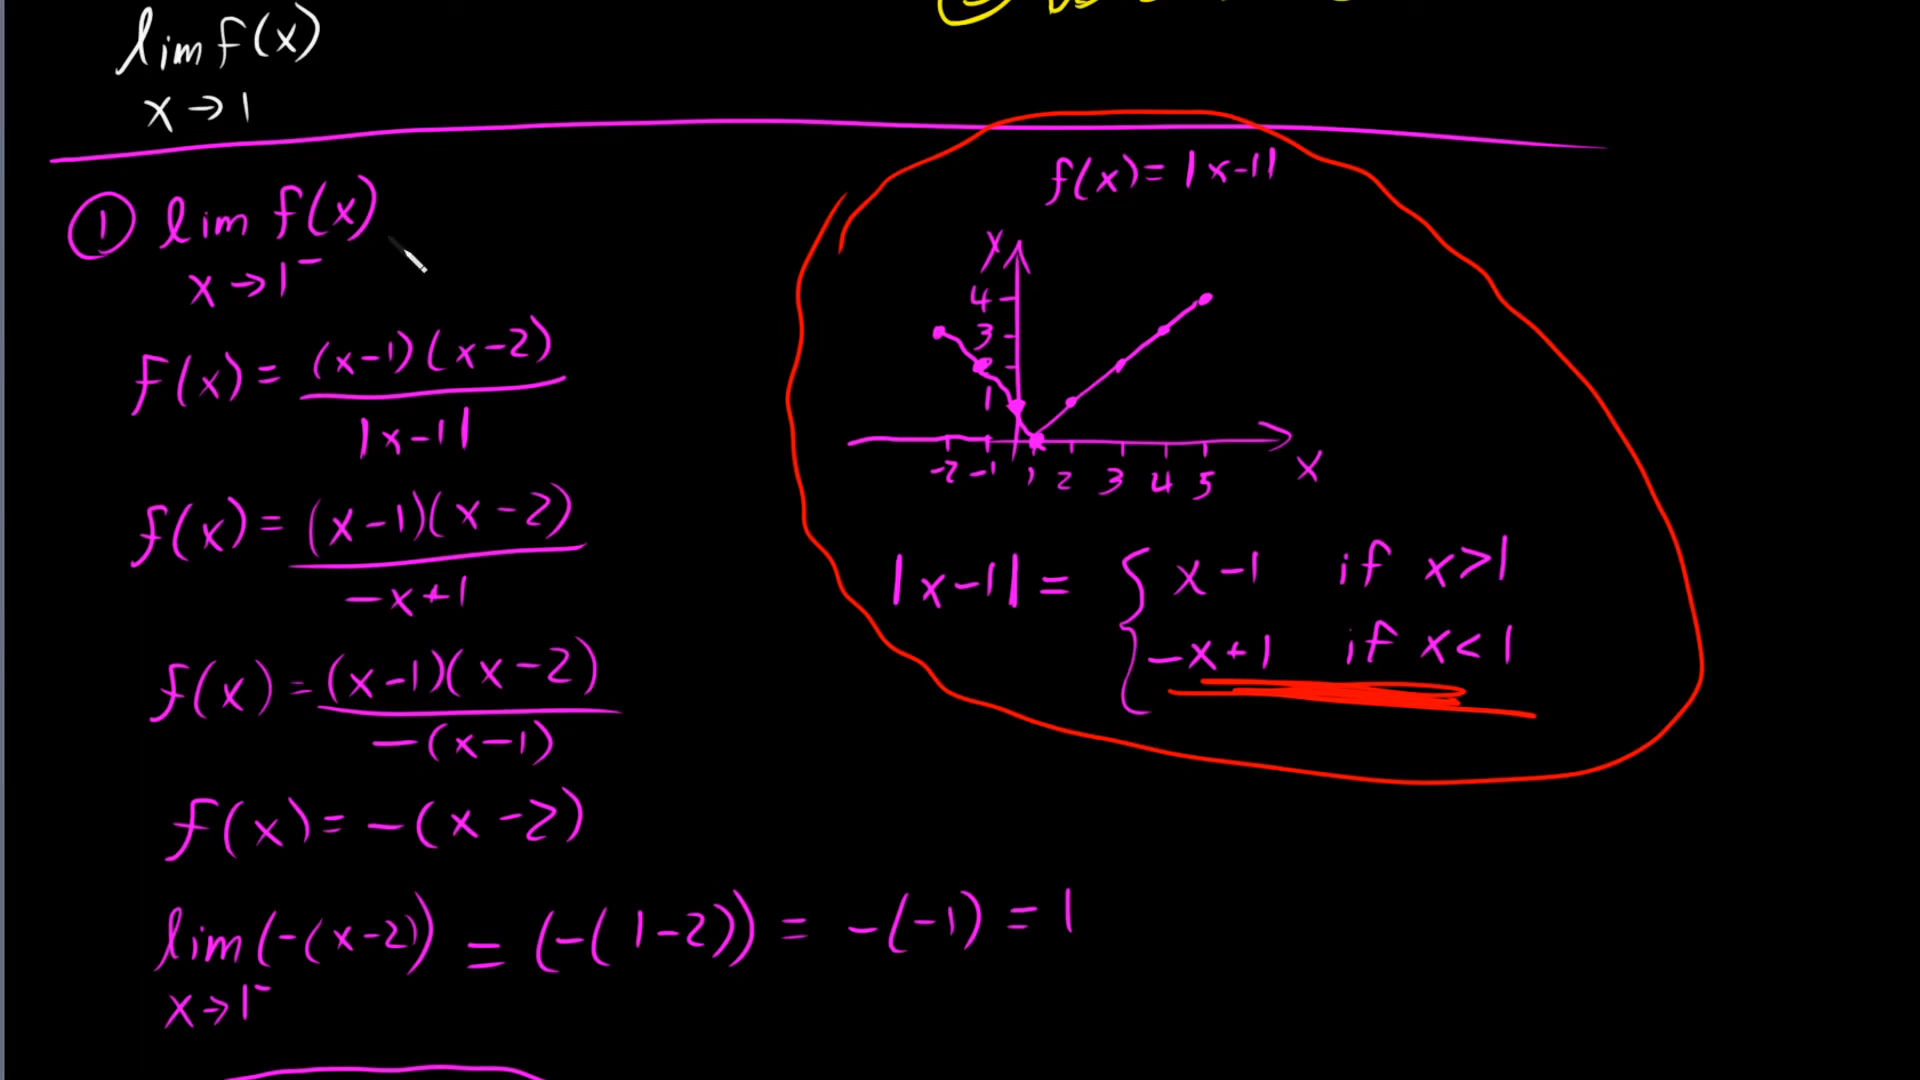 lim f(x)
x→1
① lim f(x)
x→1⁻
f(x) = (x-1)(x-2)
|x-1|
f(x) = (x-1)(x-2)
-x+1
f(x) = (x-1)(x-2)
-(x-1)
f(x) = -(x-2)
lim (-(x-2)) = (-(1-2)) = -(-1) = 1
x→1⁻
f(x) = |x-1|
4
3
2
1
-2 -1 1 2 3 4 5
x
|x-1| = { x-1 if x>1
-x+1 if x<1